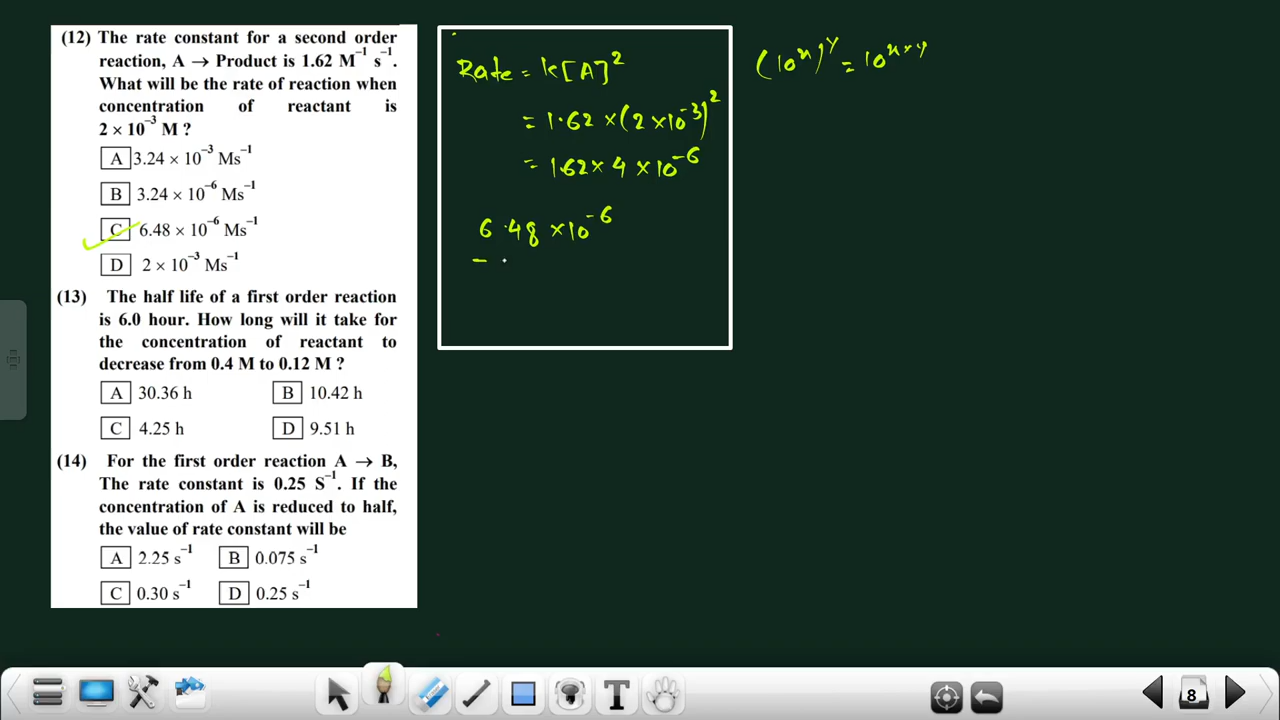 (12) The rate constant for a second order
reaction, A → Product is 1.62 M⁻¹ s⁻¹.
What will be the rate of reaction when
concentration of reactant is
2 × 10⁻³ M ?
A 3.24 × 10⁻³ Ms⁻¹
B 3.24 × 10⁻⁶ Ms⁻¹
C 6.48 × 10⁻⁶ Ms⁻¹
D 2 × 10⁻³ Ms⁻¹
(13) The half life of a first order reaction
is 6.0 hour. How long will it take for
the concentration of reactant to
decrease from 0.4 M to 0.12 M ?
A 30.36 h B 10.42 h
C 4.25 h D 9.51 h
(14) For the first order reaction A → B,
The rate constant is 0.25 S⁻¹. If the
concentration of A is reduced to half,
the value of rate constant will be
A 2.25 s⁻¹ B 0.075 s⁻¹
C 0.30 s⁻¹ D 0.25 s⁻¹
Rate = k[A]²
= 1.62 × (2 × 10⁻³)²
= 1.62 × 4 × 10⁻⁶
6.48 × 10⁻⁶
(10ˣ)ʸ = 10ˣ˟ʸ
T
8